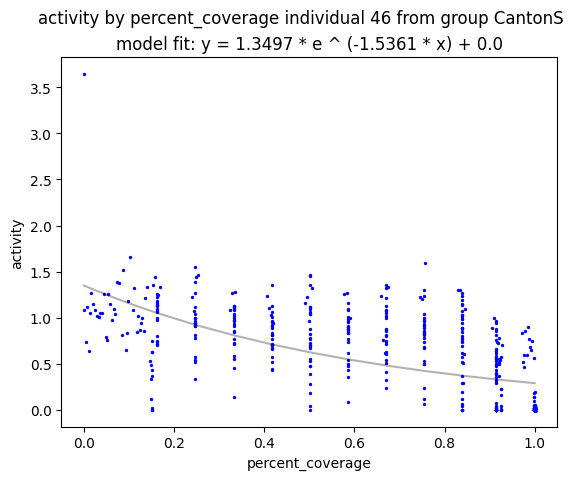 activity by percent_coverage individual 46 from group CantonS
model fit: y = 1.3497 * e ^ (-1.5361 * x) + 0.0
3.5
3.0
2.5
2.0
1.5
1.0
0.5
0.0
activity
0.0 0.2 0.4 0.6 0.8 1.0
percent_coverage